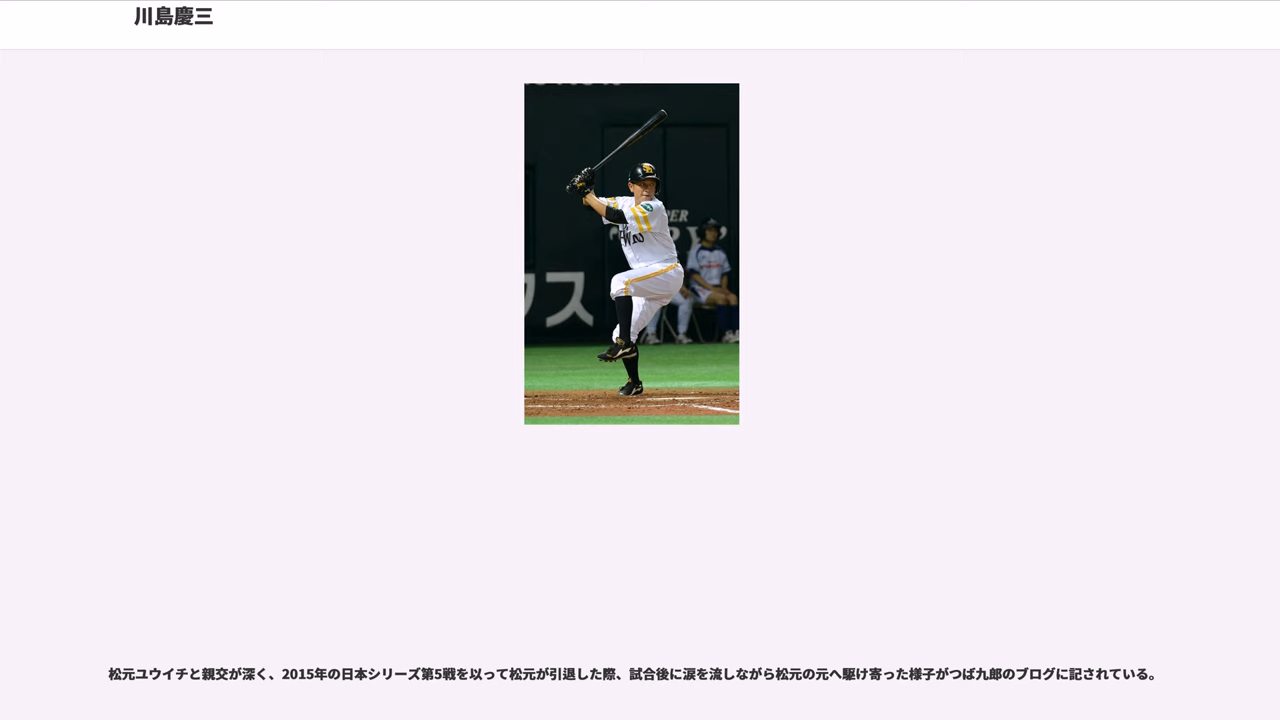 川島慶三
クス
松元ユウイチと親交が深く、2015年の日本シリーズ第5戦を以って松元が引退した際、試合後に涙を流しながら松元の元へ駆け寄った様子がつば九郎のブログに記されている。